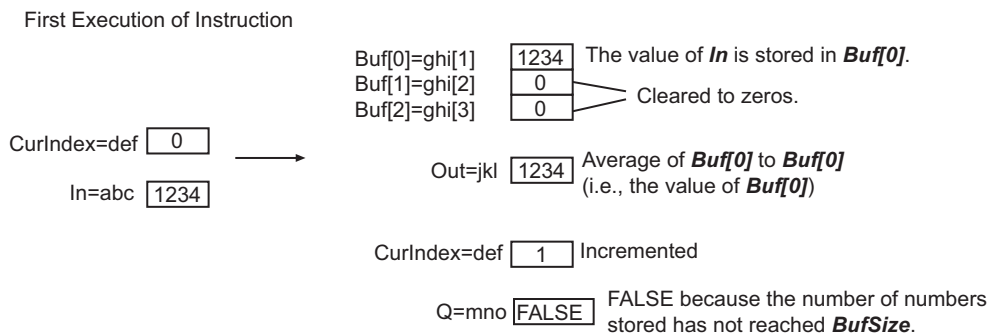 First Execution of Instruction
Buf[0]=ghi[1] 1234 The value of In is stored in Buf[0].
Buf[1]=ghi[2] 0
Buf[2]=ghi[3] 0
Cleared to zeros.
CurIndex=def 0
In=abc 1234
Out=jkl 1234 Average of Buf[0] to Buf[0]
(i.e., the value of Buf[0])
CurIndex=def 1 Incremented
Q=mno FALSE FALSE because the number of numbers
stored has not reached BufSize.